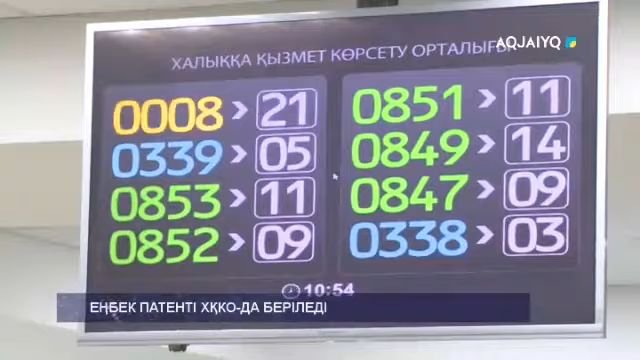 AQJAIYQ
ХАЛЫҚҚА ҚЫЗМЕТ КӨРСЕТУ ОРТАЛЫҒЫ
0008 > 21
0339 > 05
0853 > 11
0852 > 09
0851 > 11
0849 > 14
0847 > 09
0338 > 03
10:54
ЕҢБЕК ПАТЕНТІ ХҚКО-ДА БЕРІЛЕДІ